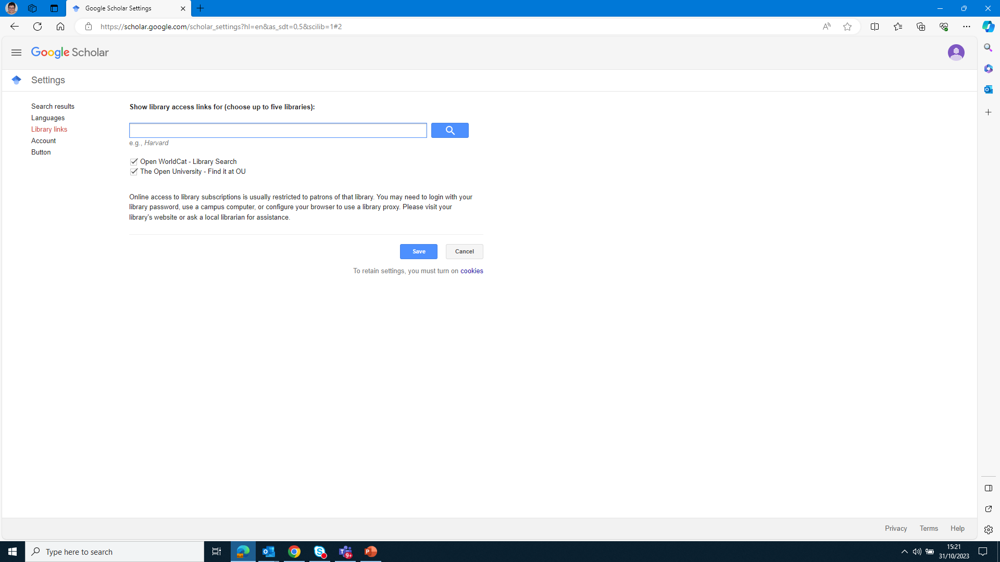 Google Scholar Settings
https://scholar.google.com/scholar_settings?hl=en&as_sdt=0,5&scilib=1#2
Google Scholar
Settings
Search results
Languages
Library links
Account
Button
Show library access links for (choose up to five libraries):
e.g., Harvard
Open WorldCat - Library Search
The Open University - Find it at OU
Online access to library subscriptions is usually restricted to patrons of that library. You may need to login with your
library password, use a campus computer, or configure your browser to use a library proxy. Please visit your
library's website or ask a local librarian for assistance.
Save Cancel
To retain settings, you must turn on cookies
Privacy Terms Help
Type here to search
9+
15:21
31/10/2023